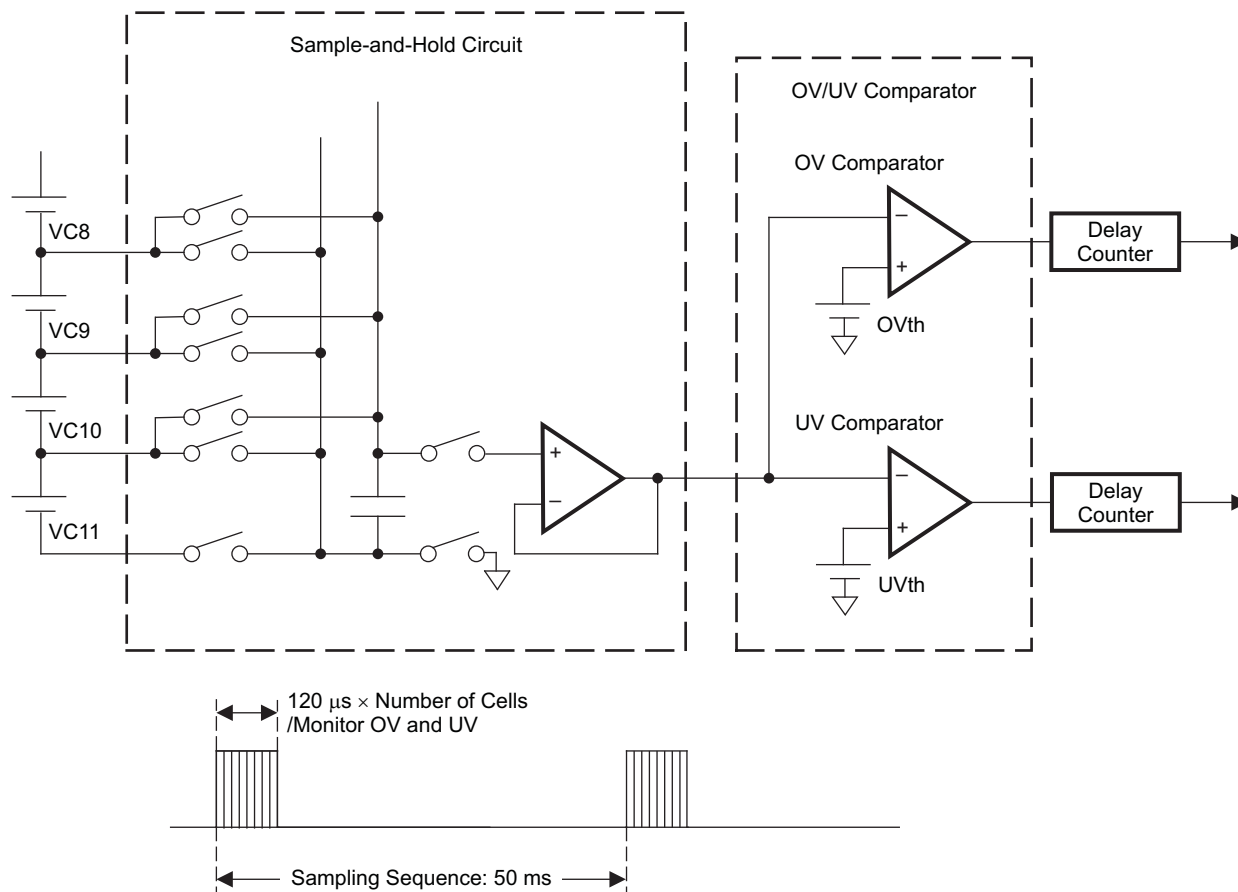 Sample-and-Hold Circuit
OV/UV Comparator
OV Comparator
VC8
−
+
Delay
Counter
OVth
VC9
VC10
UV Comparator
+
−
−
+
Delay
Counter
VC11
UVth
120 μs × Number of Cells
/Monitor OV and UV
Sampling Sequence: 50 ms